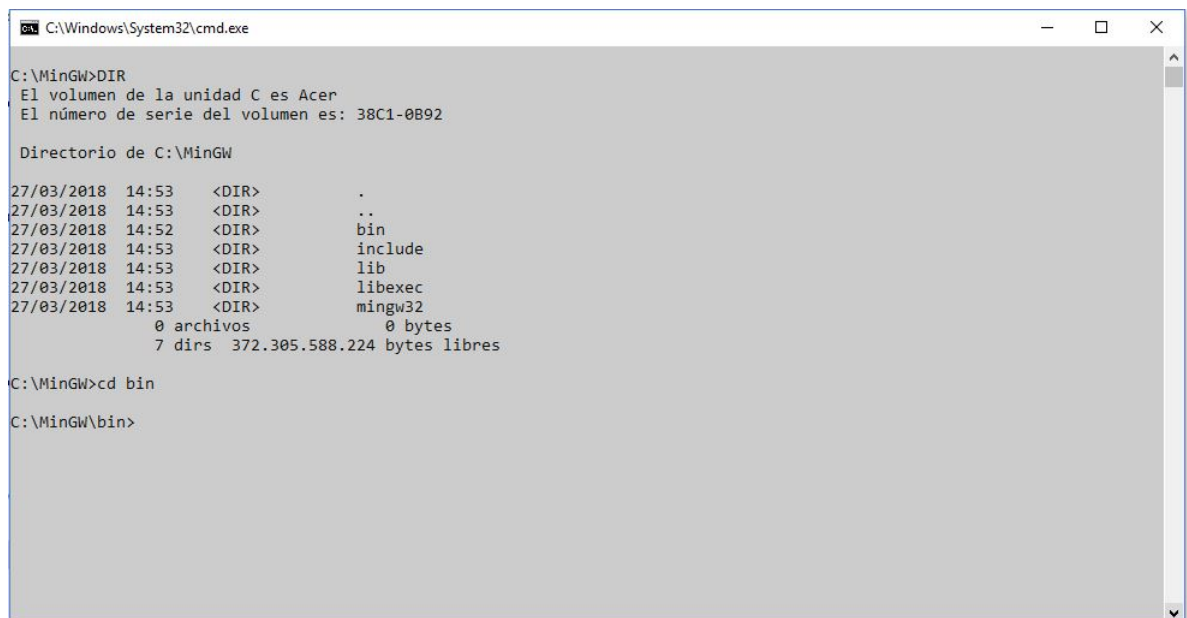 C:\Windows\System32\cmd.exe
C:\MinGW>DIR
El volumen de la unidad C es Acer
El número de serie del volumen es: 38C1-0B92
Directorio de C:\MinGW
27/03/2018  14:53    <DIR>          .
27/03/2018  14:53    <DIR>          ..
27/03/2018  14:52    <DIR>          bin
27/03/2018  14:53    <DIR>          include
27/03/2018  14:53    <DIR>          lib
27/03/2018  14:53    <DIR>          libexec
27/03/2018  14:53    <DIR>          mingw32
0 archivos              0 bytes
7 dirs  372.305.588.224 bytes libres
C:\MinGW>cd bin
C:\MinGW\bin>